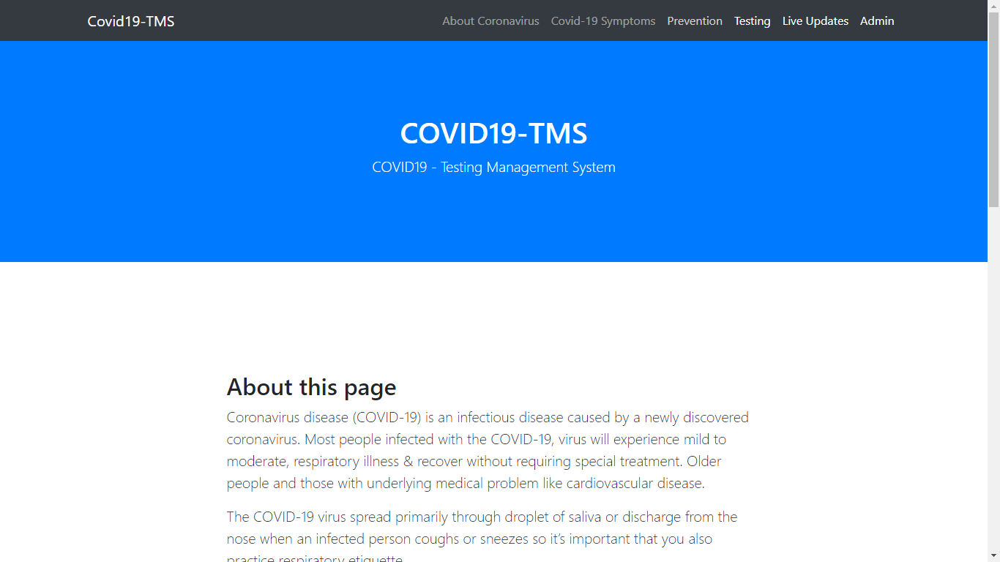 Covid19-TMS
About Coronavirus Covid-19 Symptoms Prevention Testing Live Updates Admin
COVID19-TMS
COVID19 - Testing Management System
About this page
Coronavirus disease (COVID-19) is an infectious disease caused by a newly discovered
coronavirus. Most people infected with the COVID-19, virus will experience mild to
moderate, respiratory illness & recover without requiring special treatment. Older
people and those with underlying medical problem like cardiovascular disease.
The COVID-19 virus spread primarily through droplet of saliva or discharge from the
nose when an infected person coughs or sneezes so it’s important that you also
practice respiratory etiquette